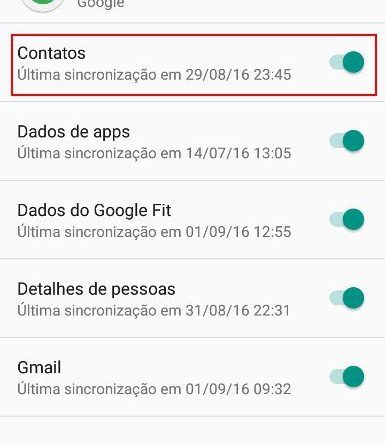 Google
Contatos
Última sincronização em 29/08/16 23:45
Dados de apps
Última sincronização em 14/07/16 13:05
Dados do Google Fit
Última sincronização em 01/09/16 12:55
Detalhes de pessoas
Última sincronização em 31/08/16 22:31
Gmail
Última sincronização em 01/09/16 09:32